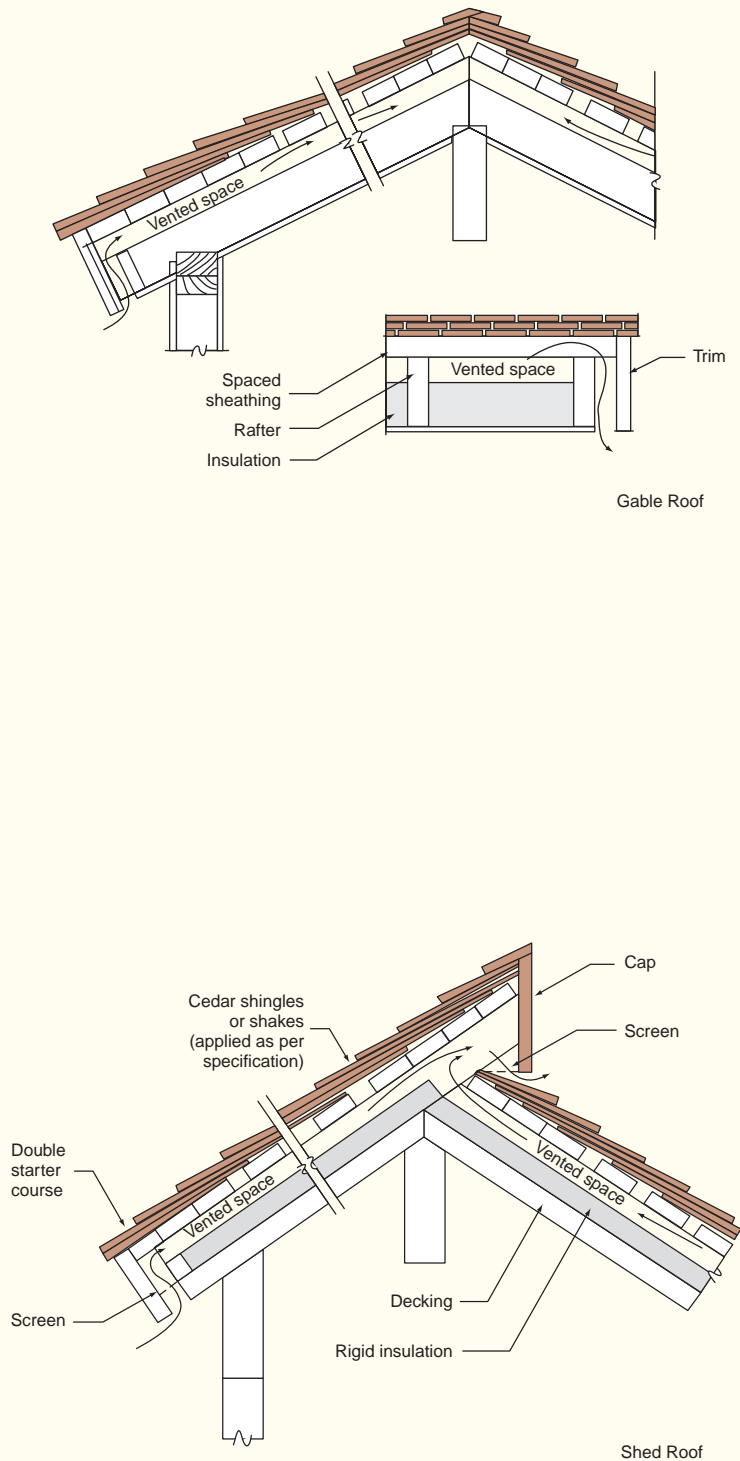 Vented space
Spaced
sheathing
Vented space
Trim
Rafter
Insulation
Gable Roof
Cap
Cedar shingles
or shakes
(applied as per
specification)
Screen
Double
starter
course
Vented space
Vented space
Decking
Screen
Rigid insulation
Shed Roof